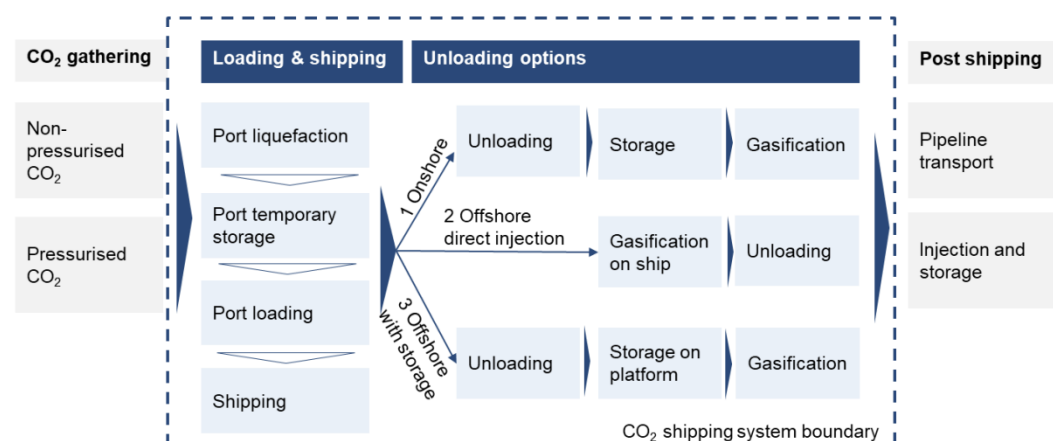 CO₂ gathering
Non-
pressurised
CO₂
Pressurised
CO₂
Loading & shipping
Port liquefaction
Port temporary
storage
Port loading
Shipping
Unloading options
1 Onshore
Unloading
Storage
Gasification
2 Offshore
direct injection
Gasification
on ship
Unloading
3 Offshore
with storage
Unloading
Storage on
platform
Gasification
CO₂ shipping system boundary
Post shipping
Pipeline
transport
Injection and
storage